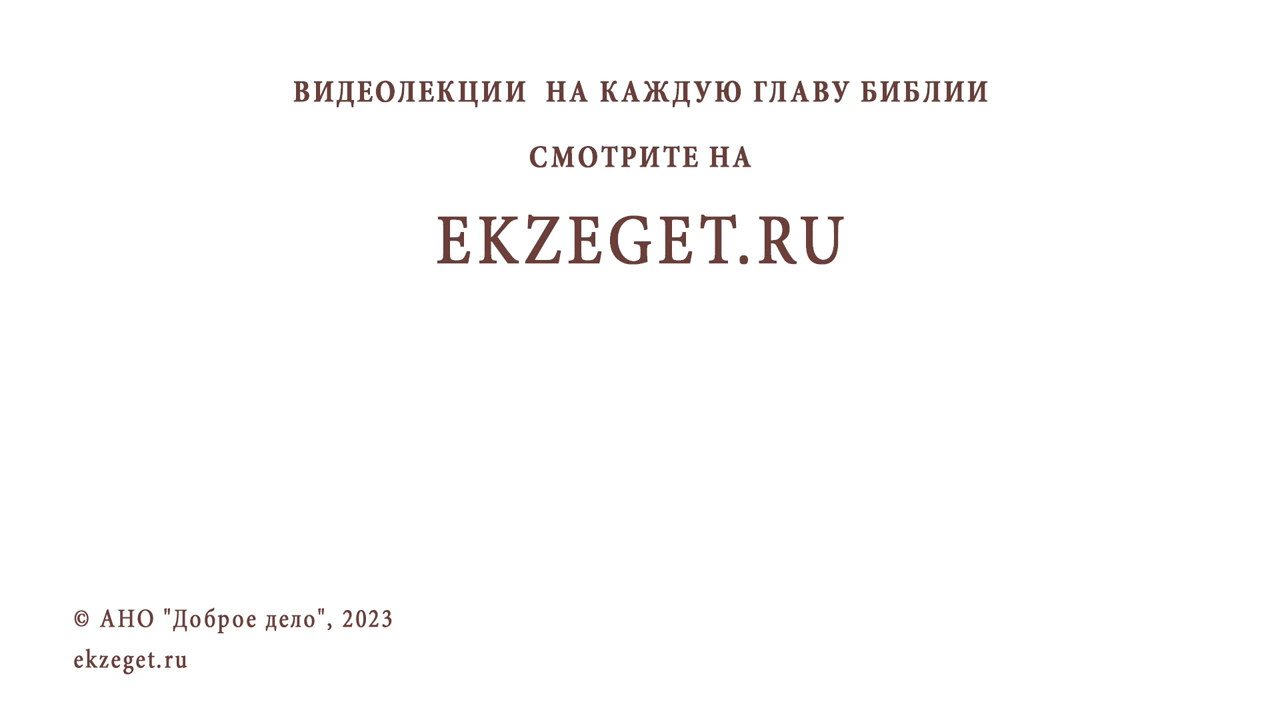 ВИДЕОЛЕКЦИИ НА КАЖДУЮ ГЛАВУ БИБЛИИ
СМОТРИТЕ НА
EKZEGET.RU
© АНО "Доброе дело", 2023
ekzeget.ru